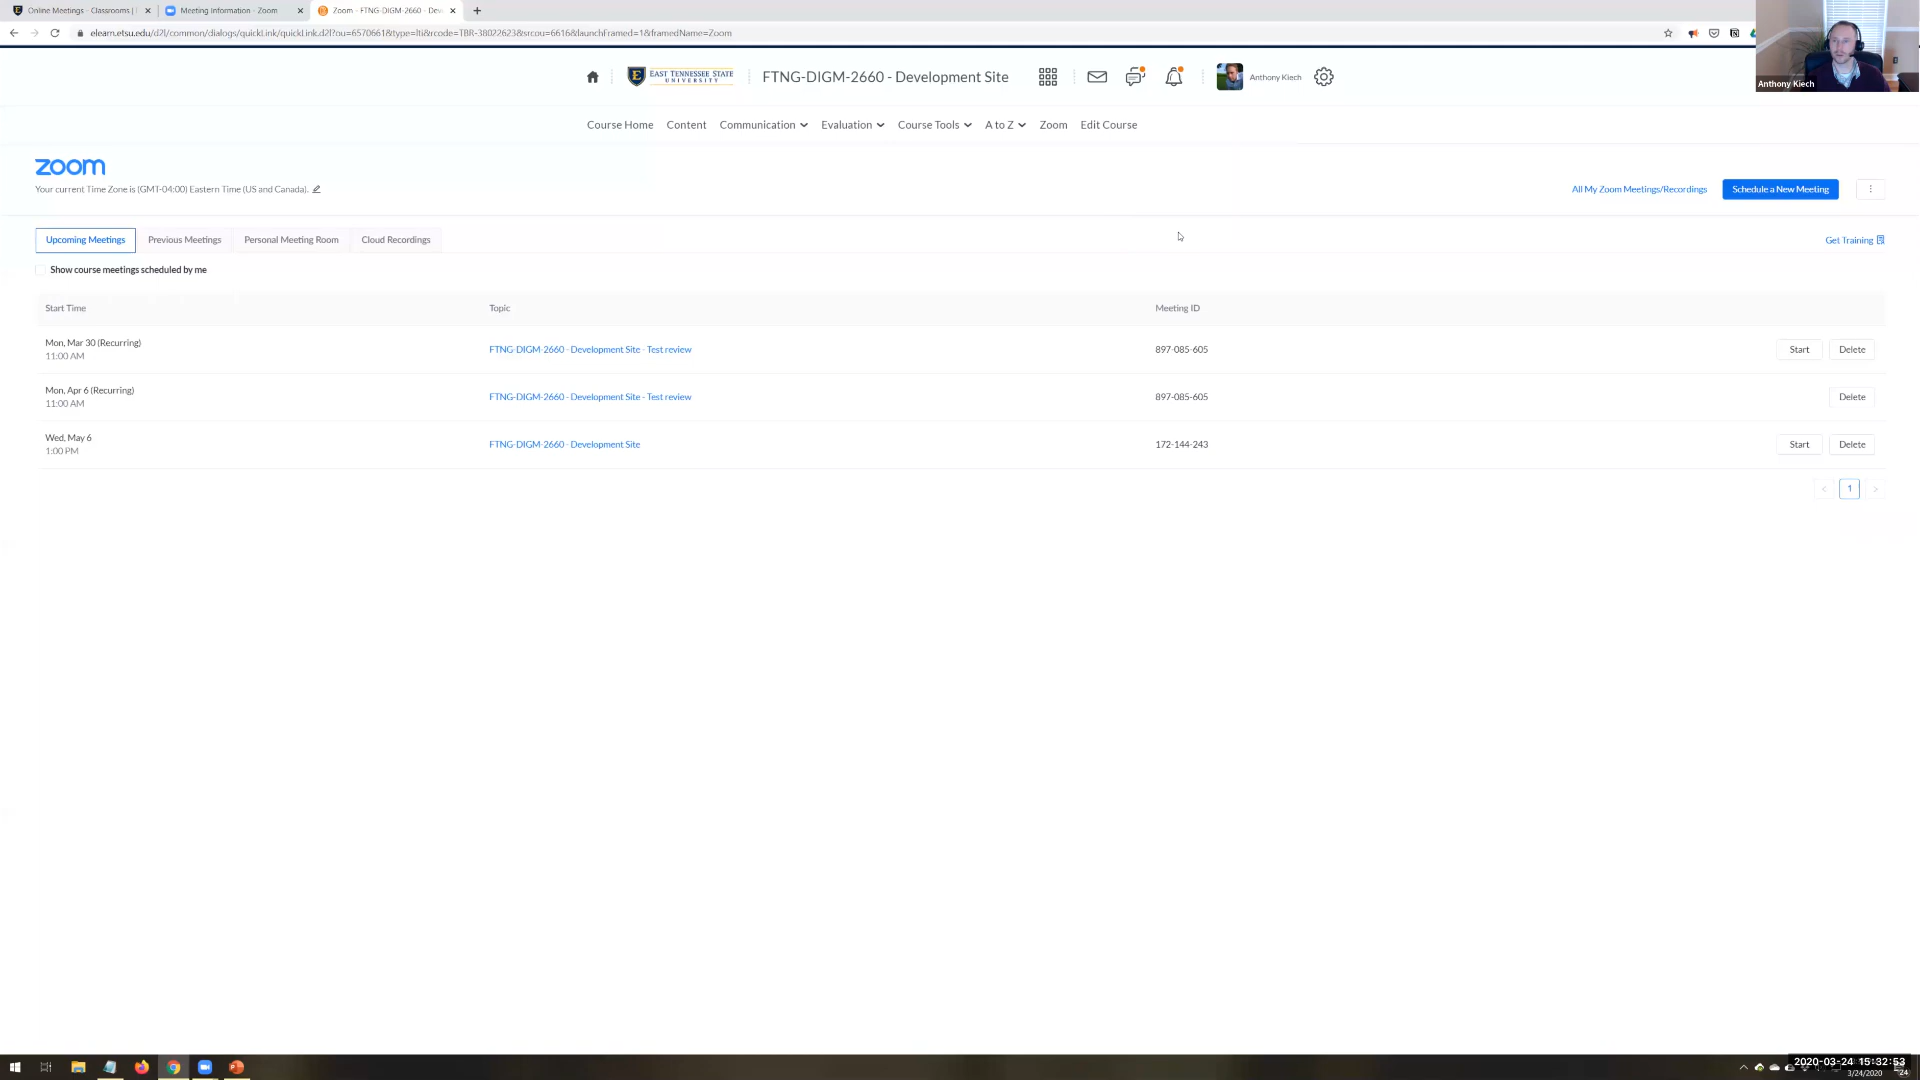 Online Meetings - Classrooms |
Meeting Information - Zoom
Zoom - FTNG-DIGM-2660 - Dev
elearn.etsu.edu/d2l/common/dialogs/quickLink/quickLink.d2l?ou=6570661&type=lti&rcode=TBR-38022623&srcou=6616&launchFramed=1&framedName=Zoom
Anthony Kiech
EAST TENNESSEE STATE
UNIVERSITY
FTNG-DIGM-2660 - Development Site
Anthony Kiech
Course Home Content Communication Evaluation Course Tools A to Z Zoom Edit Course
zoom
Your current Time Zone is (GMT-04:00) Eastern Time (US and Canada).
All My Zoom Meetings/Recordings
Schedule a New Meeting
Upcoming Meetings Previous Meetings Personal Meeting Room Cloud Recordings
Get Training
Show course meetings scheduled by me
Start Time Topic Meeting ID
Mon, Mar 30 (Recurring)
11:00 AM
FTNG-DIGM-2660 - Development Site - Test review 897-085-605 Start Delete
Mon, Apr 6 (Recurring)
11:00 AM
FTNG-DIGM-2660 - Development Site - Test review 897-085-605 Delete
Wed, May 6
1:00 PM
FTNG-DIGM-2660 - Development Site 172-144-243 Start Delete
< 1 >
2020-03-24 15:32:53
3/24/2020
24